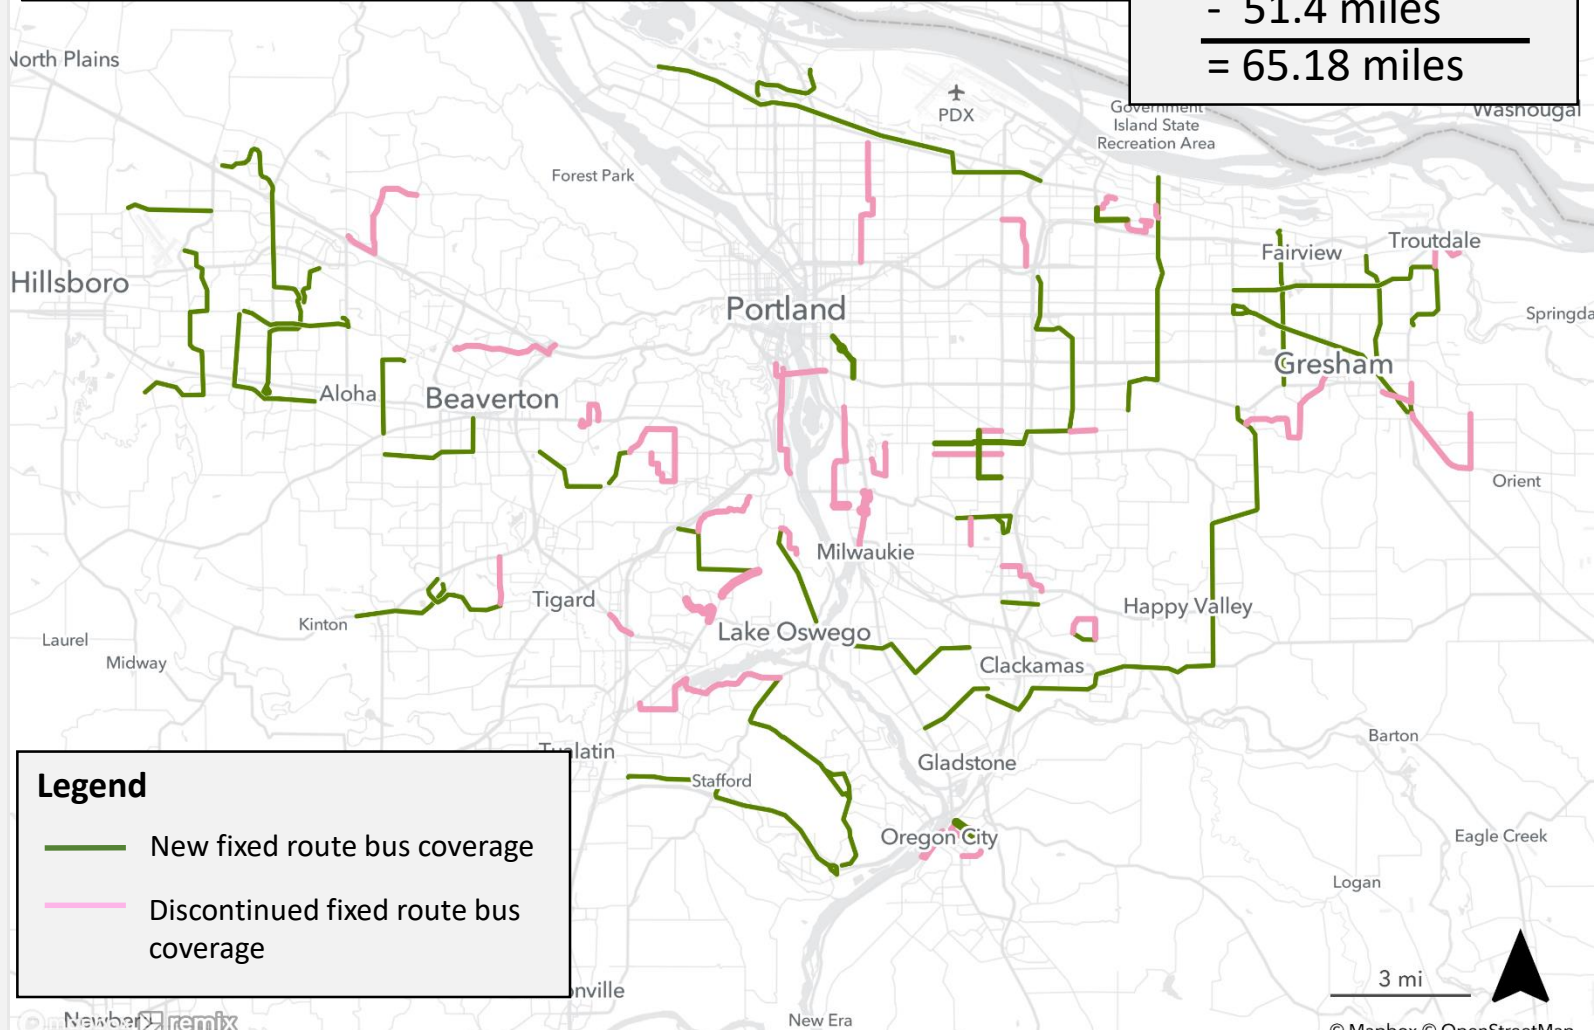 - 51.4 miles
= 65.18 miles
North Plains
PDX
Government
Island State
Recreation Area
Washougal
Forest Park
Fairview
Troutdale
Hillsboro
Portland
Gresham
Aloha
Beaverton
Orient
Milwaukie
Tigard
Happy Valley
Kinton
Laurel
Midway
Lake Oswego
Clackamas
Barton
Gladstone
Stafford
Oregon City
Eagle Creek
Logan
Legend
New fixed route bus coverage
Discontinued fixed route bus
coverage
3 mi
remix
New Era
© Mapbox © OpenStreetMap